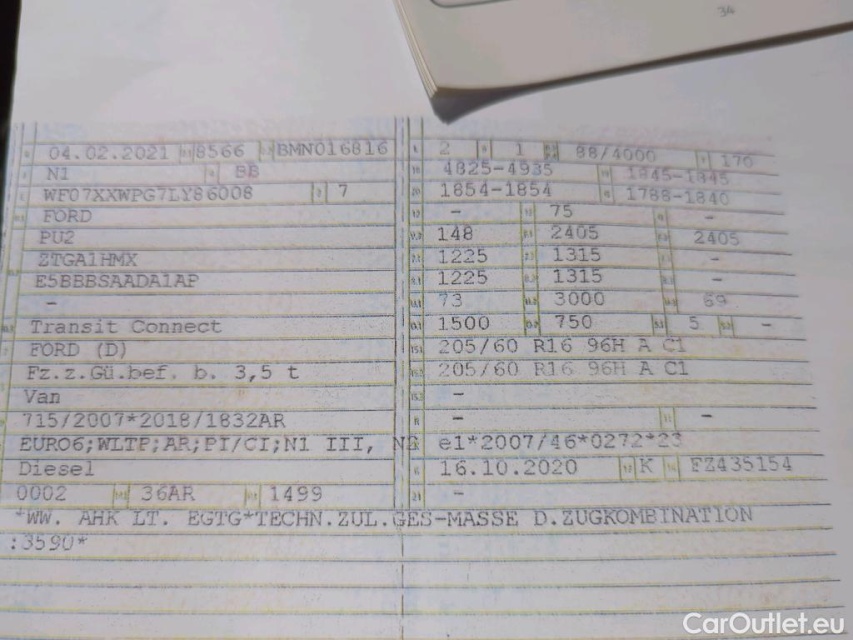 34
04.02.2021 8566 BMN016816
N1 BB
WF07XXWPG7LY86008 7
FORD
PU2
ZTGA1HMX
E5BBBSAADA1AP
-
Transit Connect
FORD (D)
Fz.z.Gü.bef. b. 3,5 t
Van
715/2007*2018/1832AR
EURO6;WLTP;AR;PI/CI;N1 III, N2
Diesel
0002 36AR 1499
2 1 88/4000 170
4825-4935 1845-1845
1854-1854 1788-1840
- 75 -
148 2405 2405
1225 1315 -
1225 1315 -
73 3000 69
1500 750 5 -
205/60 R16 96H A C1
205/60 R16 96H A C1
-
- -
e1*2007/46*0272*23
16.10.2020 K FZ435154
-
*WW. AHK LT. EGTG*TECHN.ZUL.GES-MASSE D.ZUGKOMBINATION
:3590*
CarOutlet.eu